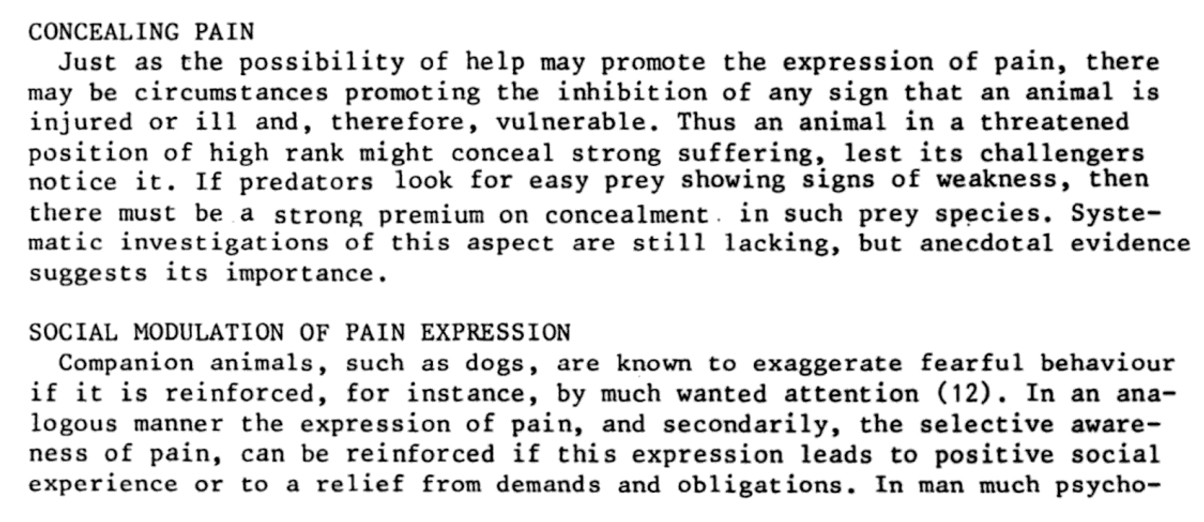 CONCEALING PAIN
Just as the possibility of help may promote the expression of pain, there
may be circumstances promoting the inhibition of any sign that an animal is
injured or ill and, therefore, vulnerable. Thus an animal in a threatened
position of high rank might conceal strong suffering, lest its challengers
notice it. If predators look for easy prey showing signs of weakness, then
there must be a strong premium on concealment in such prey species. Syste-
matic investigations of this aspect are still lacking, but anecdotal evidence
suggests its importance.
SOCIAL MODULATION OF PAIN EXPRESSION
Companion animals, such as dogs, are known to exaggerate fearful behaviour
if it is reinforced, for instance, by much wanted attention (12). In an ana-
logous manner the expression of pain, and secondarily, the selective aware-
ness of pain, can be reinforced if this expression leads to positive social
experience or to a relief from demands and obligations. In man much psycho-